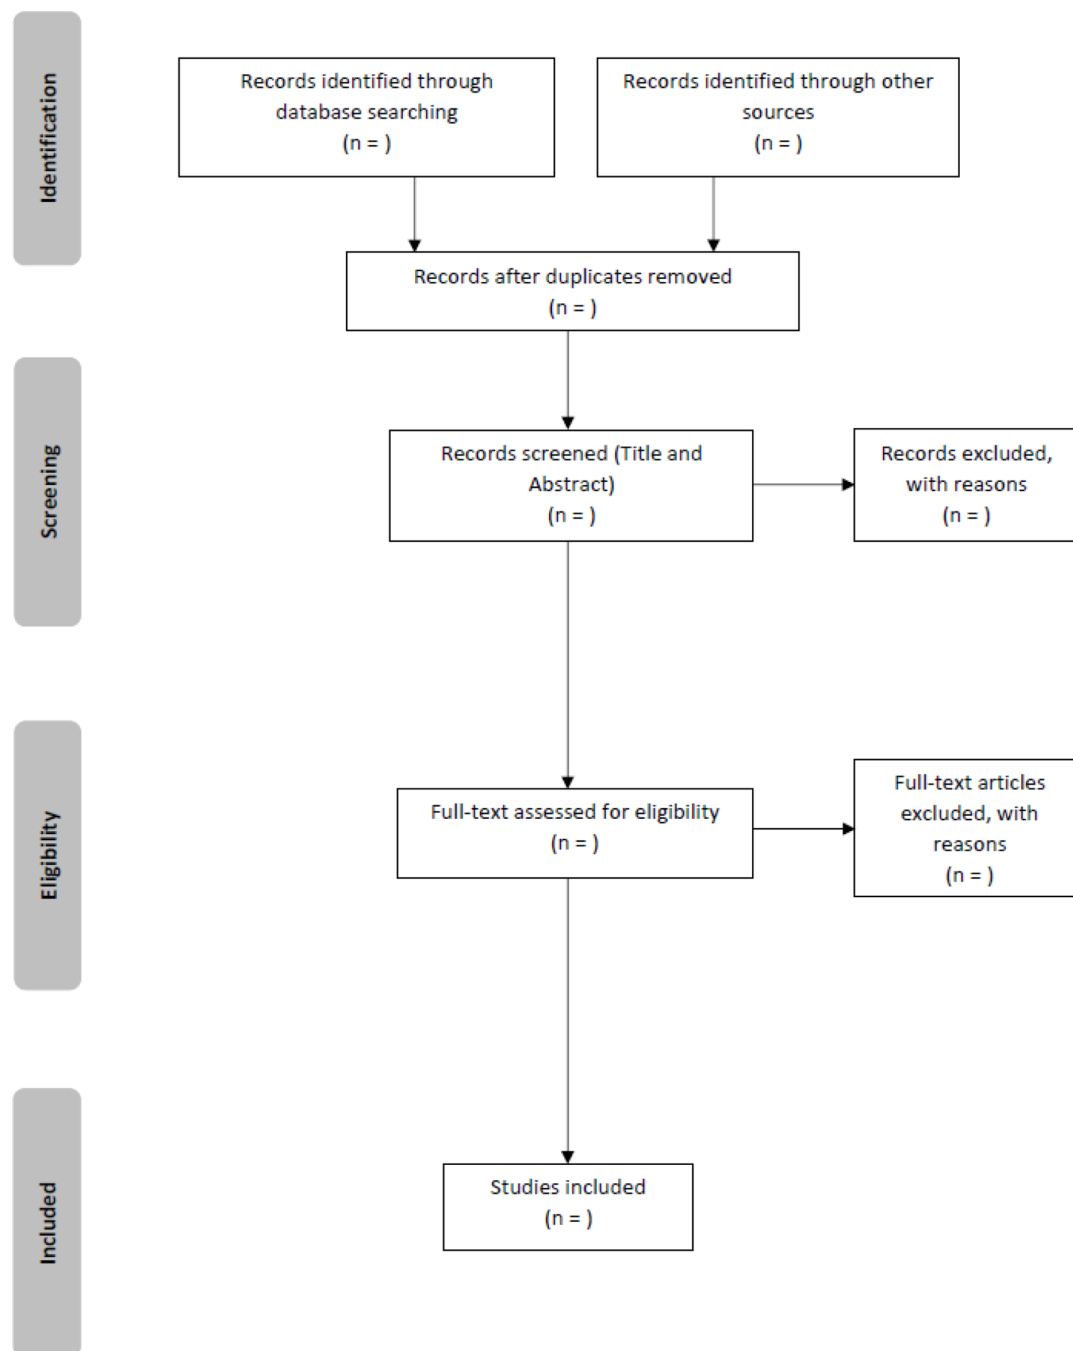 Identification
Records identified through
database searching
(n = )
Records identified through other
sources
(n = )
Records after duplicates removed
(n = )
Screening
Records screened (Title and
Abstract)
(n = )
Records excluded,
with reasons
(n = )
Eligibility
Full-text assessed for eligibility
(n = )
Full-text articles
excluded, with
reasons
(n = )
Included
Studies included
(n = )